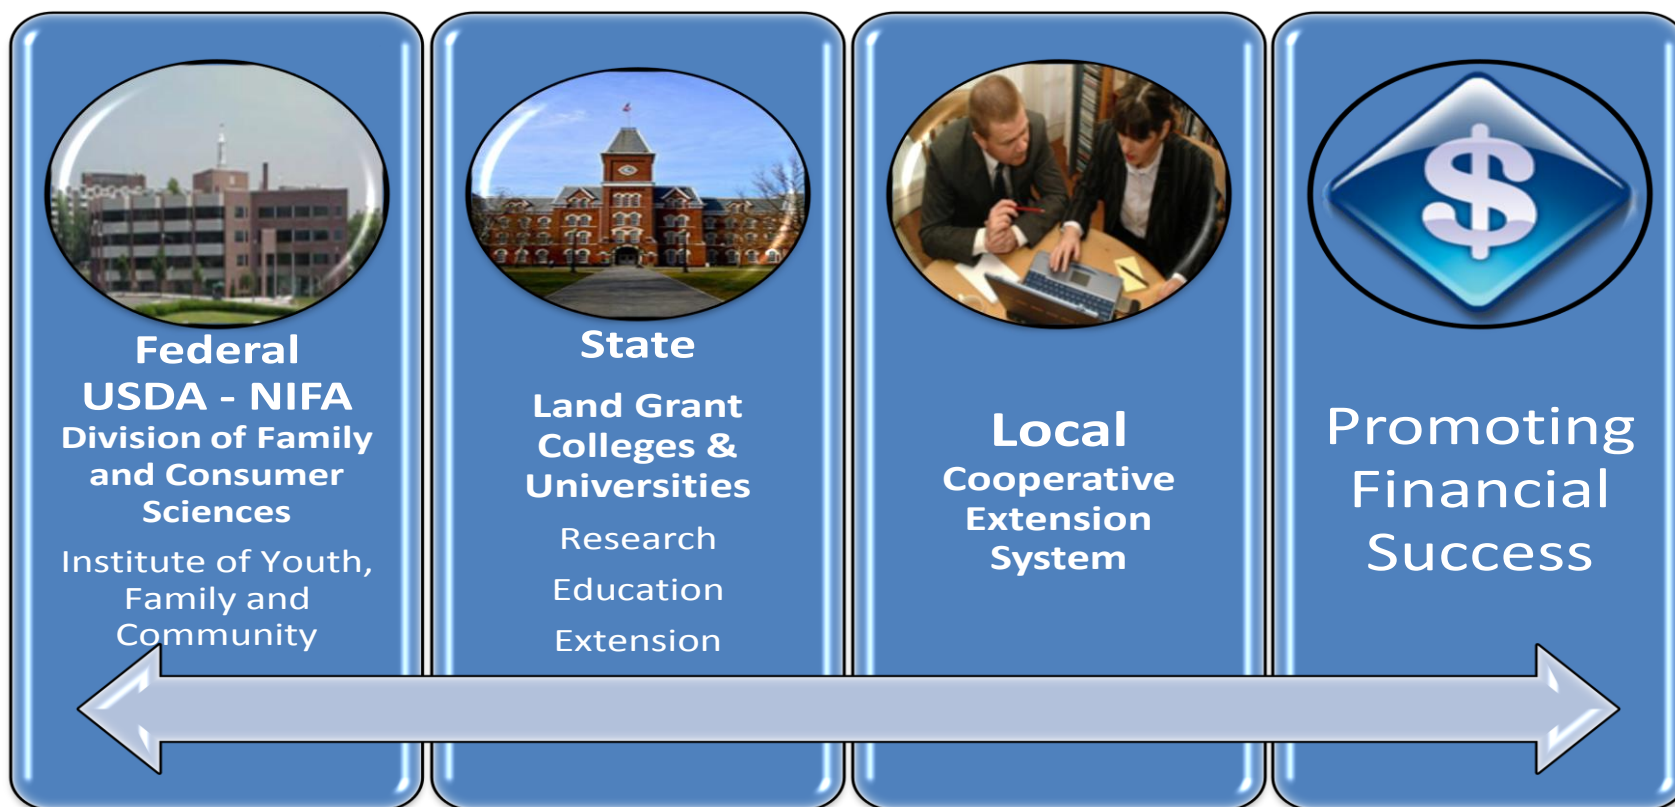 Federal
USDA - NIFA
Division of Family
and Consumer
Sciences
Institute of Youth,
Family and
Community
State
Land Grant
Colleges &
Universities
Research
Education
Extension
Local
Cooperative
Extension
System
$
Promoting
Financial
Success